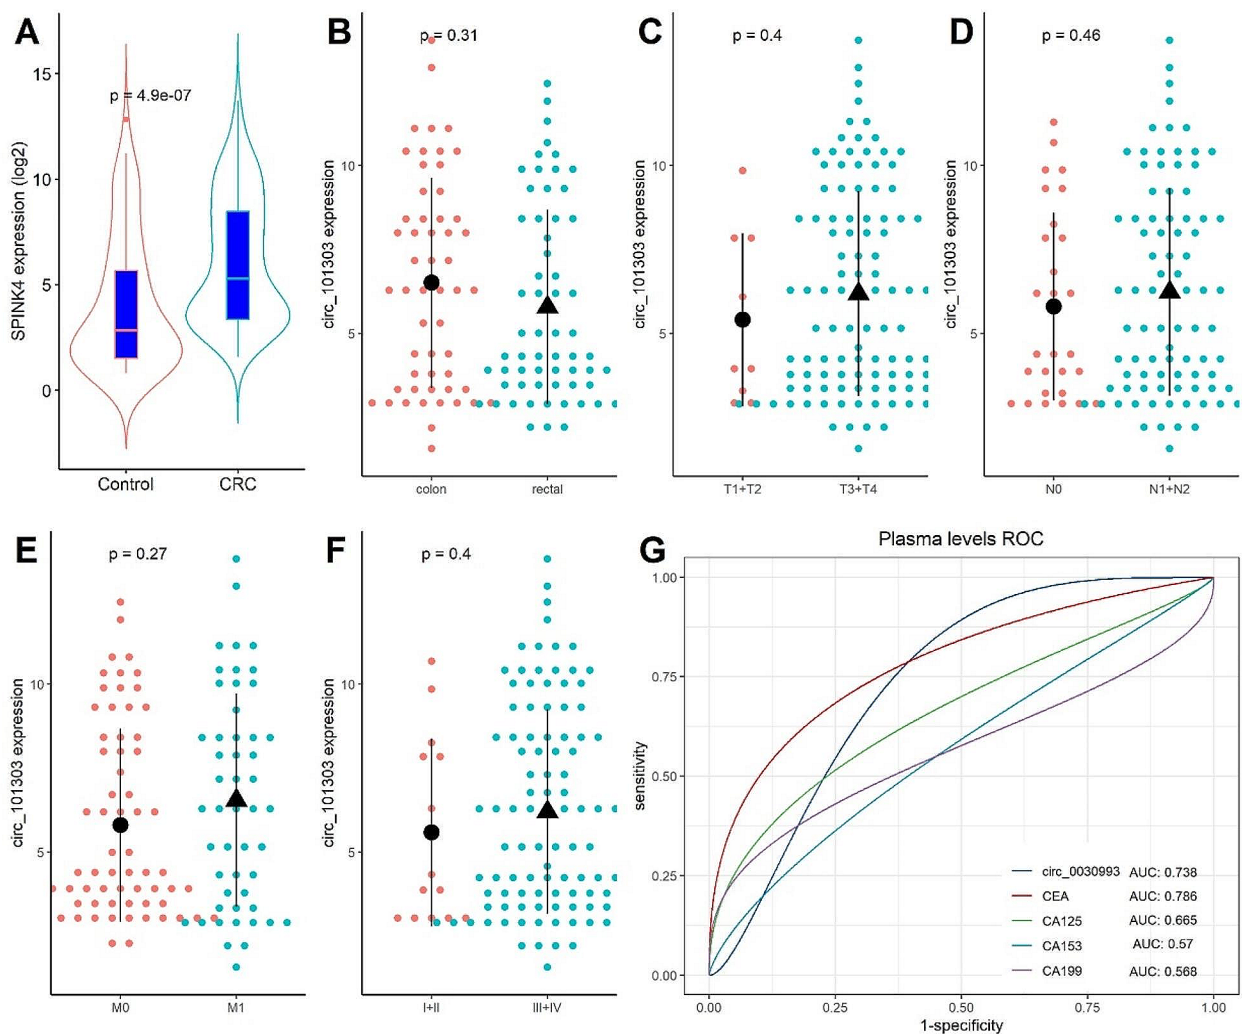 A
p = 4.9e-07
SPINK4 expression (log2)
15
10
5
0
Control
CRC
B
p = 0.31
circ_101303 expression
10
5
colon
rectal
C
p = 0.4
circ_101303 expression
10
5
T1+T2
T3+T4
D
p = 0.46
circ_101303 expression
10
5
N0
N1+N2
E
p = 0.27
circ_101303 expression
10
5
M0
M1
F
p = 0.4
circ_101303 expression
10
5
I+II
III+IV
G
Plasma levels ROC
sensitivity
1.00
0.75
0.50
0.25
0.00
circ_0030993 AUC: 0.738
CEA AUC: 0.786
CA125 AUC: 0.665
CA153 AUC: 0.57
CA199 AUC: 0.568
0.00
0.25
0.50
0.75
1.00
1-specificity